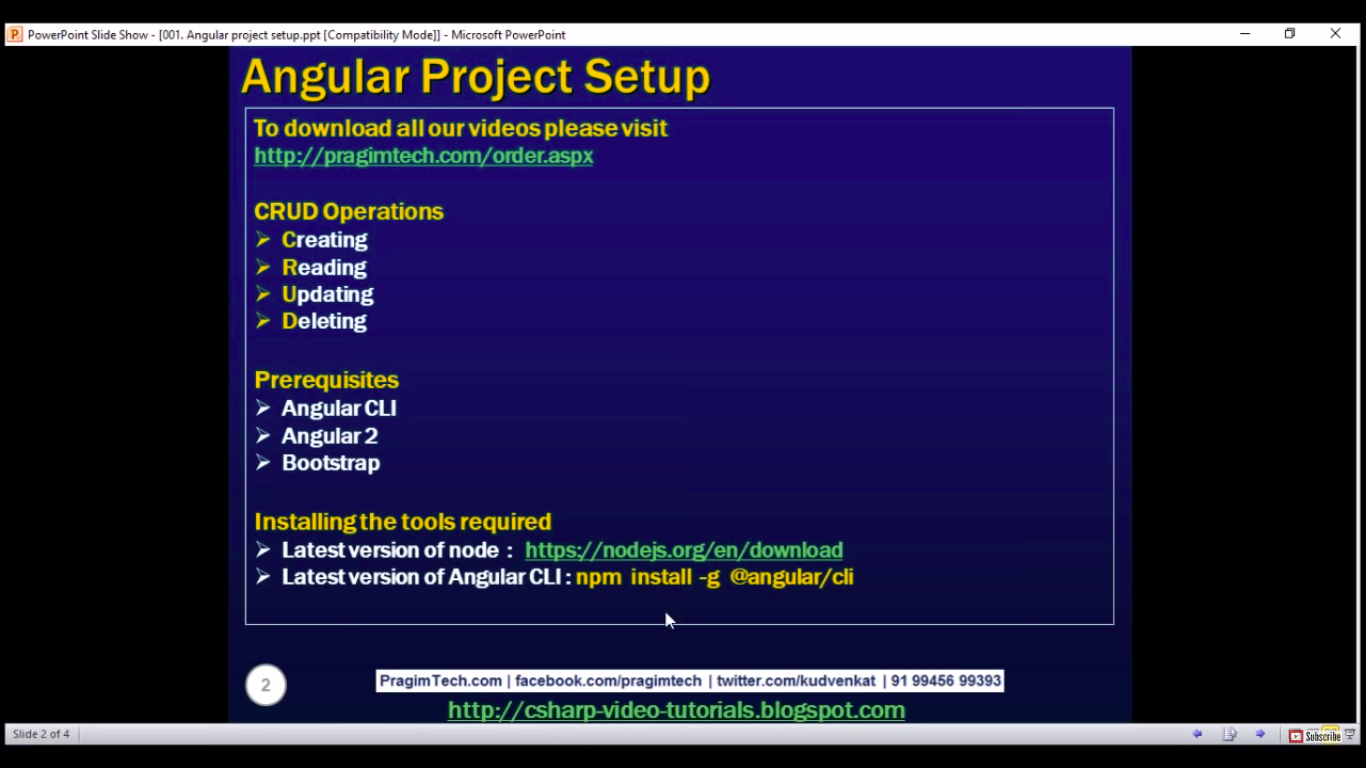 PowerPoint Slide Show - [001. Angular project setup.ppt [Compatibility Mode]] - Microsoft PowerPoint
Angular Project Setup
To download all our videos please visit
http://pragimtech.com/order.aspx
CRUD Operations
Creating
Reading
Updating
Deleting
Prerequisites
Angular CLI
Angular 2
Bootstrap
Installing the tools required
Latest version of node : https://nodejs.org/en/download
Latest version of Angular CLI : npm install -g @angular/cli
2
PragimTech.com | facebook.com/pragimtech | twitter.com/kudvenkat | 91 99456 99393
http://csharp-video-tutorials.blogspot.com
Slide 2 of 4
Subscribe